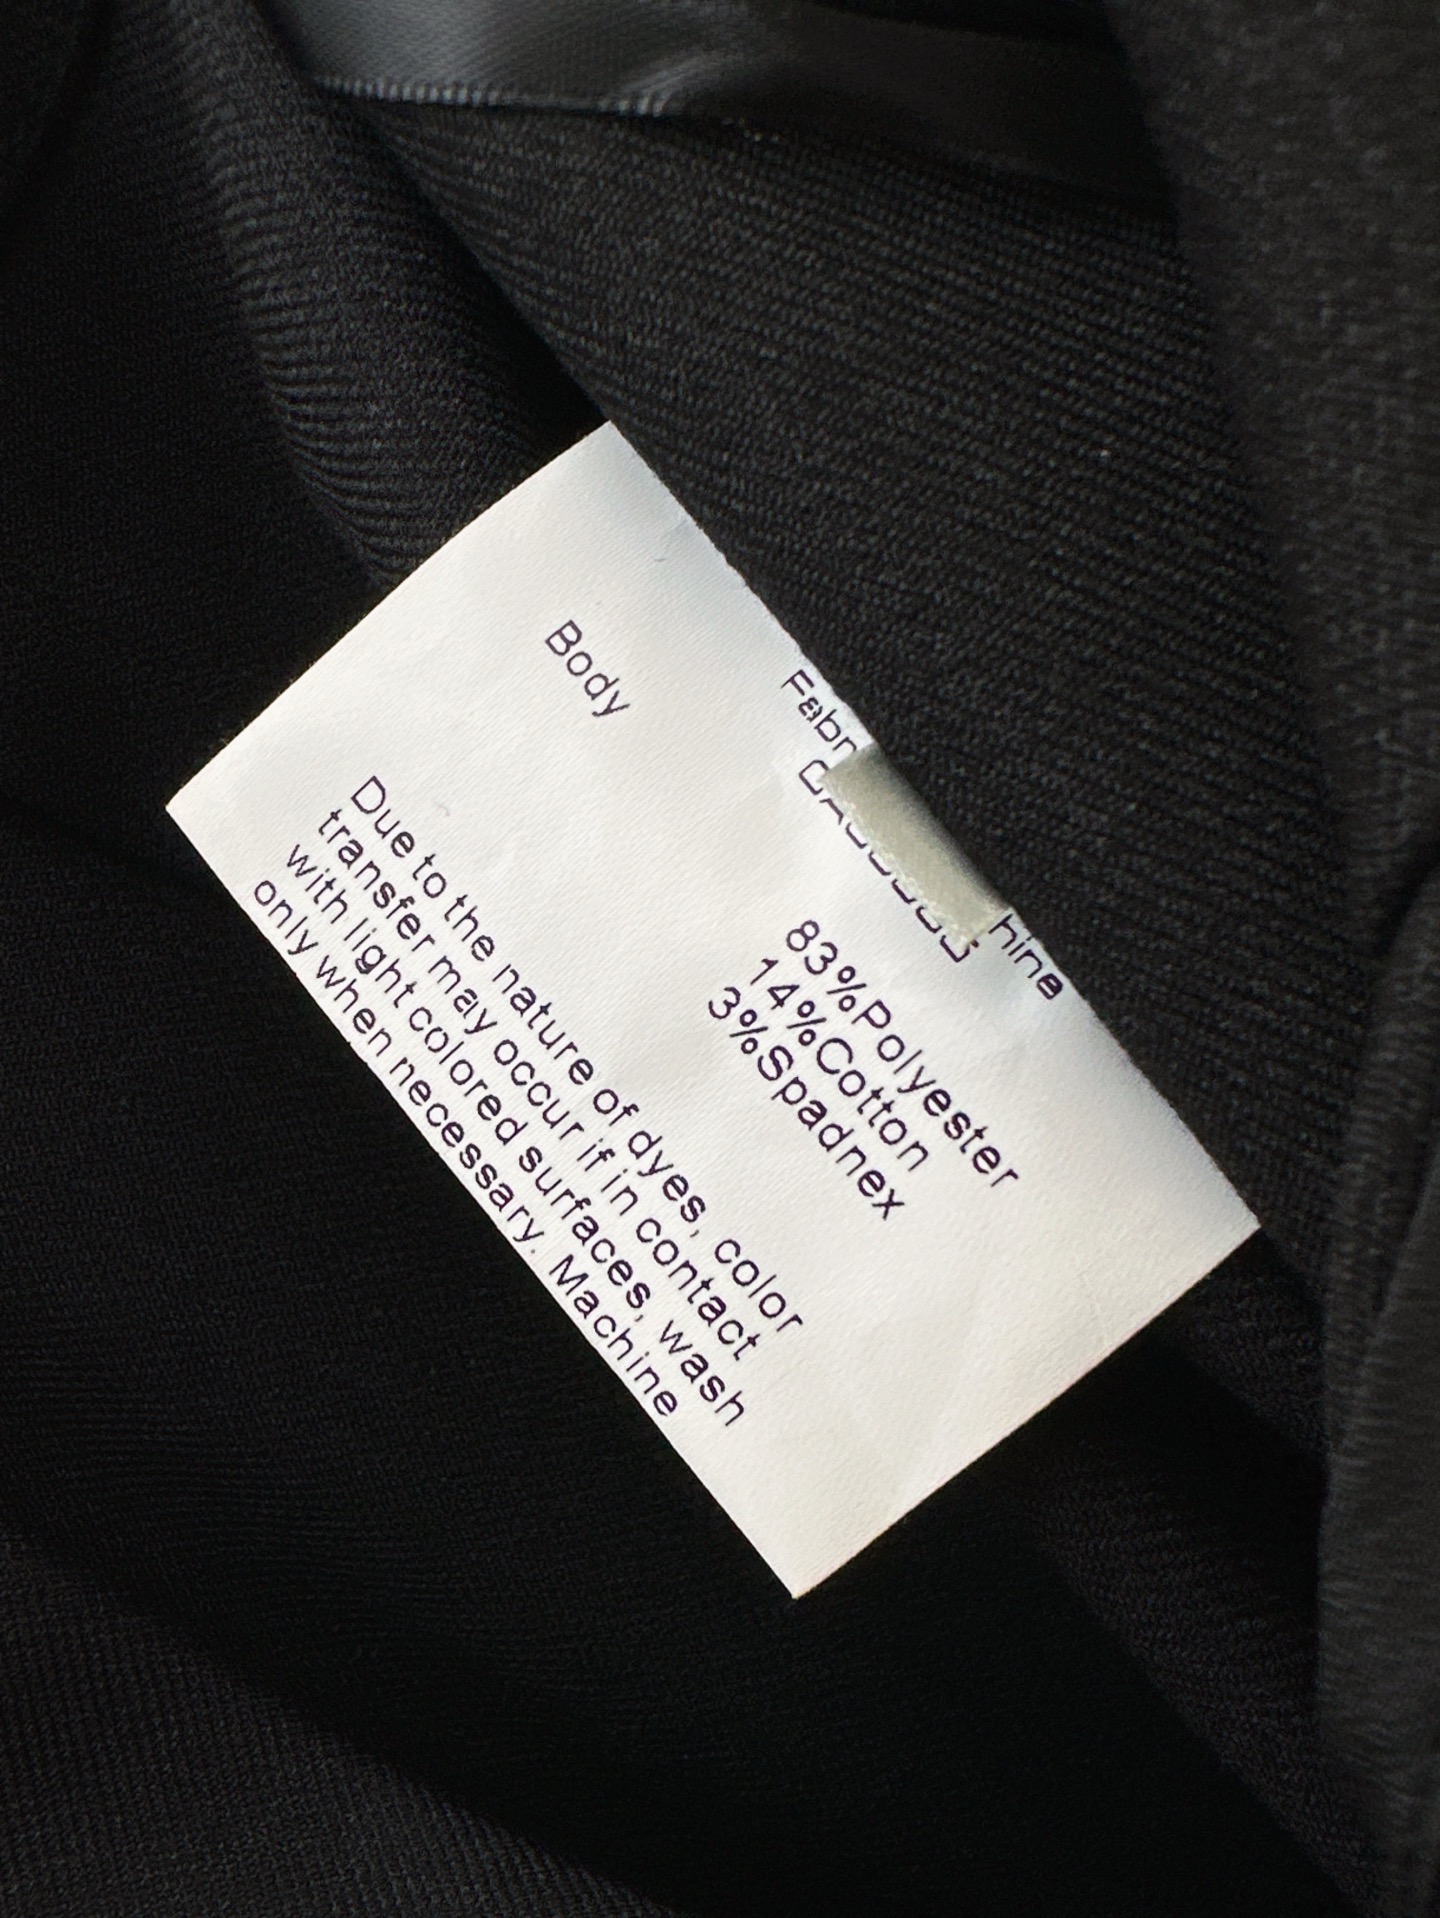 Body
83%Polyester
14%Cotton
3%Spadnex
Due to the nature of dyes, color
transfer may occur if in contact
with light colored surfaces, wash
only when necessary. Machine